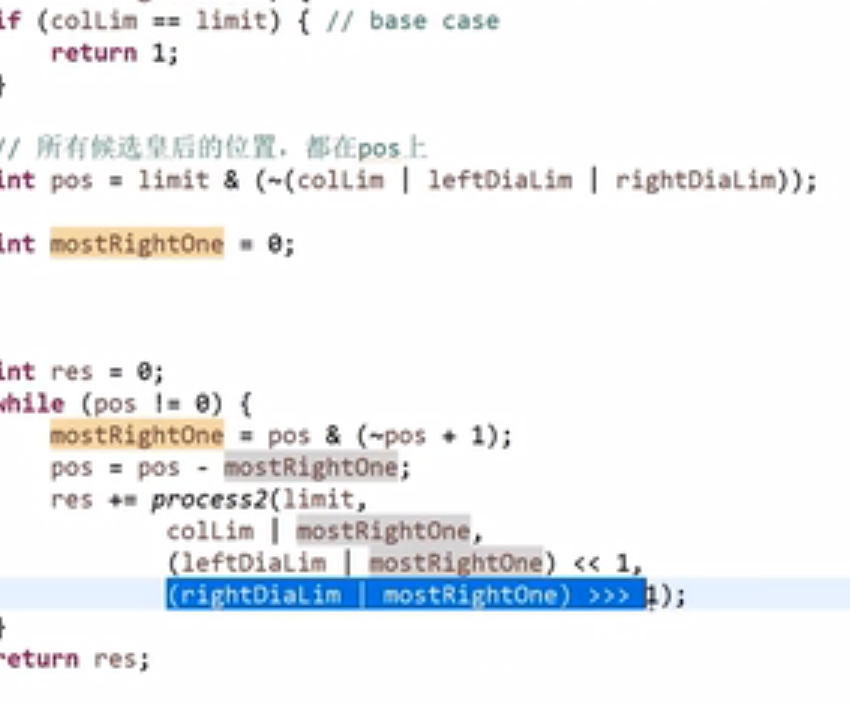 if (colLim == limit) { // base case
return 1;
}
// 所有候选皇后的位置，都在pos上
int pos = limit & (~(colLim | leftDiaLim | rightDiaLim));
int mostRightOne = 0;
int res = 0;
while (pos != 0) {
mostRightOne = pos & (~pos + 1);
pos = pos - mostRightOne;
res += process2(limit,
colLim | mostRightOne,
(leftDiaLim | mostRightOne) << 1,
(rightDiaLim | mostRightOne) >>> 1);
}
return res;